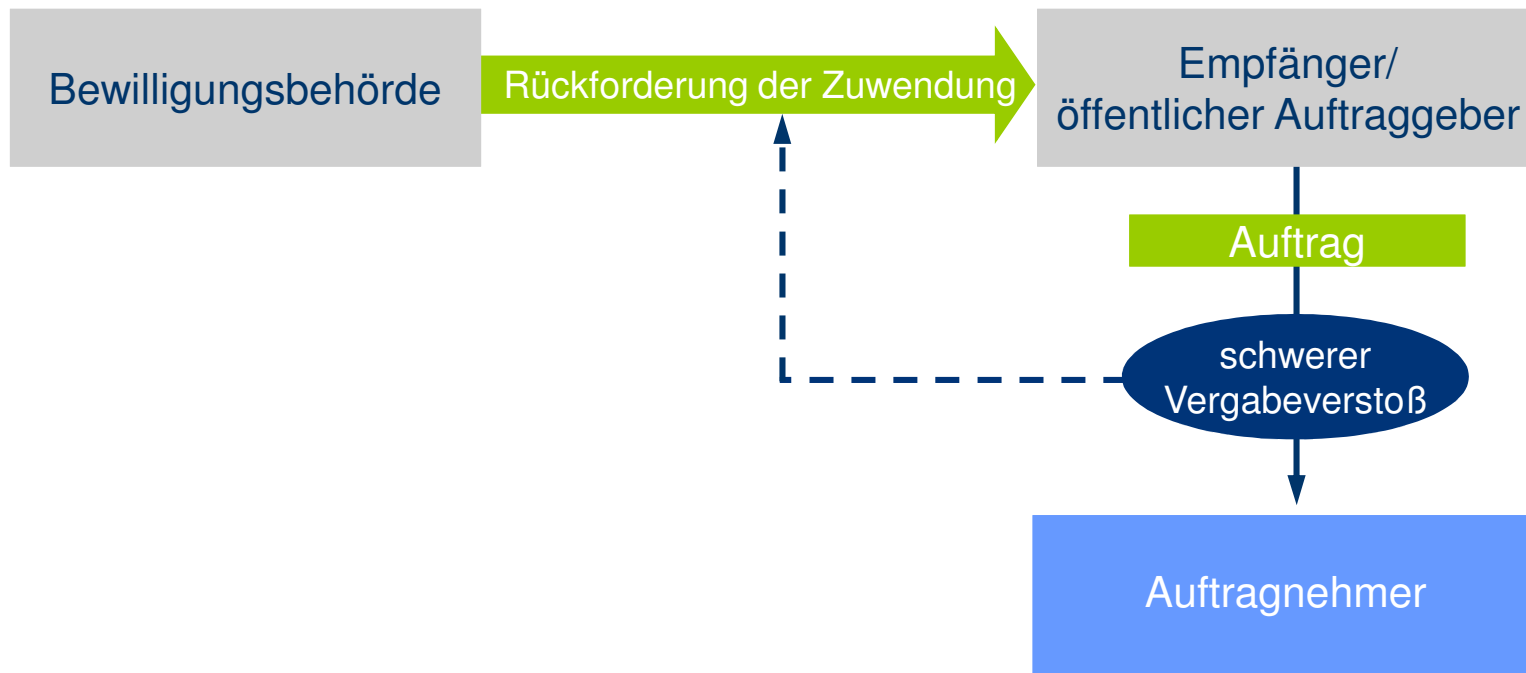 Bewilligungsbehörde
Rückforderung der Zuwendung
Empfänger/
öffentlicher Auftraggeber
Auftrag
schwerer
Vergabeverstoß
Auftragnehmer